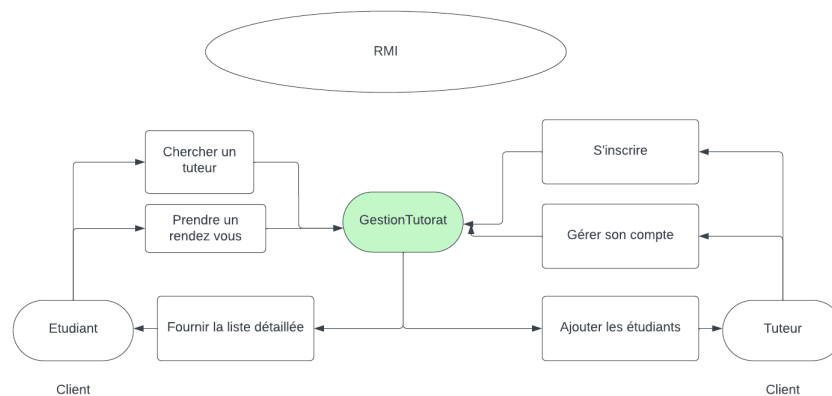 RMI
Chercher un
tuteur
S'inscrire
Prendre un
rendez vous
GestionTutorat
Gérer son compte
Etudiant
Fournir la liste détaillée
Ajouter les étudiants
Tuteur
Client
Client